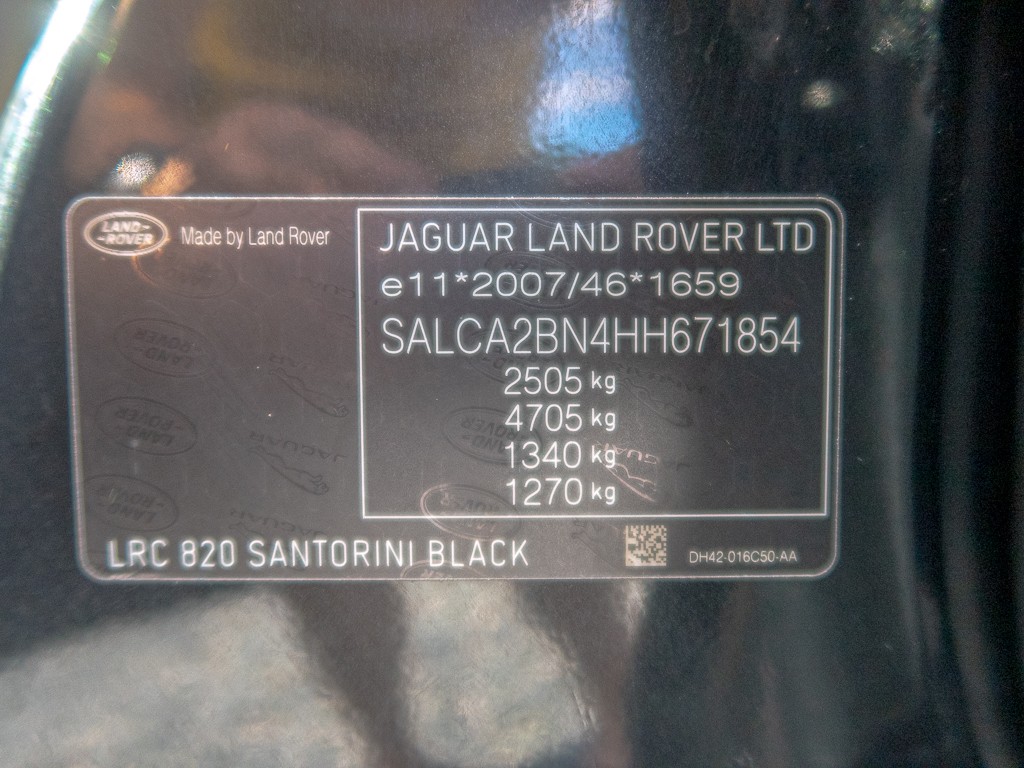 LAND-
-ROVER
Made by Land Rover
JAGUAR LAND ROVER LTD
e11*2007/46*1659
SALCA2BN4HH671854
2505 kg
4705 kg
1340 kg
1270 kg
LRC 820 SANTORINI BLACK
DH42-016C50-AA